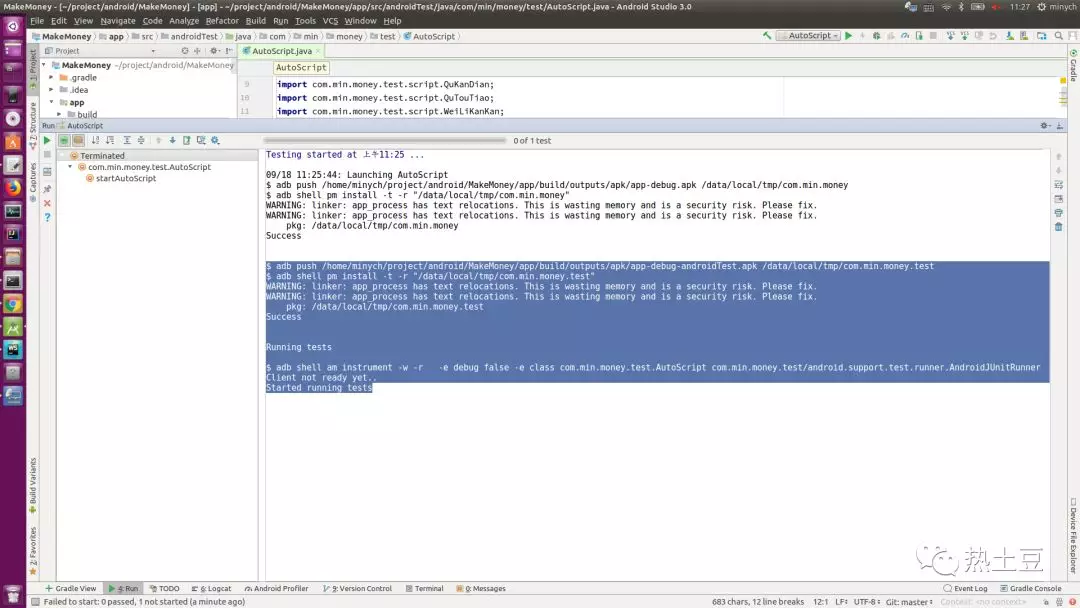 MakeMoney - [~/project/android/MakeMoney] - [app] - ~/project/android/MakeMoney/app/src/androidTest/java/com/min/money/test/AutoScript.java - Android Studio 3.0
11:27 minych
File Edit View Navigate Code Analyze Refactor Build Run Tools VCS Window Help
MakeMoney app src androidTest java com min money test AutoScript
AutoScript
Project
AutoScript.java
MakeMoney ~/project/android/MakeMoney
.gradle
.idea
app
build
AutoScript
9 import com.min.money.test.script.QuKanDian;
10 import com.min.money.test.script.QuTouTiao;
11 import com.min.money.test.script.WeiLiKanKan;
1: Project
7: Structure
Captures
Build Variants
2: Favorites
Gradle
Device File Explorer
Run AutoScript
0 of 1 test
Terminated
com.min.money.test.AutoScript
startAutoScript
Testing started at 上午11:25 ...
09/18 11:25:44: Launching AutoScript
$ adb push /home/minych/project/android/MakeMoney/app/build/outputs/apk/app-debug.apk /data/local/tmp/com.min.money
$ adb shell pm install -t -r "/data/local/tmp/com.min.money"
WARNING: linker: app_process has text relocations. This is wasting memory and is a security risk. Please fix.
WARNING: linker: app_process has text relocations. This is wasting memory and is a security risk. Please fix.
pkg: /data/local/tmp/com.min.money
Success
$ adb push /home/minych/project/android/MakeMoney/app/build/outputs/apk/app-debug-androidTest.apk /data/local/tmp/com.min.money.test
$ adb shell pm install -t -r "/data/local/tmp/com.min.money.test"
WARNING: linker: app_process has text relocations. This is wasting memory and is a security risk. Please fix.
WARNING: linker: app_process has text relocations. This is wasting memory and is a security risk. Please fix.
pkg: /data/local/tmp/com.min.money.test
Success
Running tests
$ adb shell am instrument -w -r   -e debug false -e class com.min.money.test.AutoScript com.min.money.test/android.support.test.runner.AndroidJUnitRunner
Client not ready yet..
Started running tests
热土豆
Gradle View 4: Run TODO 6: Logcat Android Profiler 9: Version Control Terminal 0: Messages Event Log Gradle Console
Failed to start: 0 passed, 1 not started (a minute ago) 683 chars, 12 line breaks 12:1 LF÷ UTF-8÷ Git: master÷ Context: <no context>